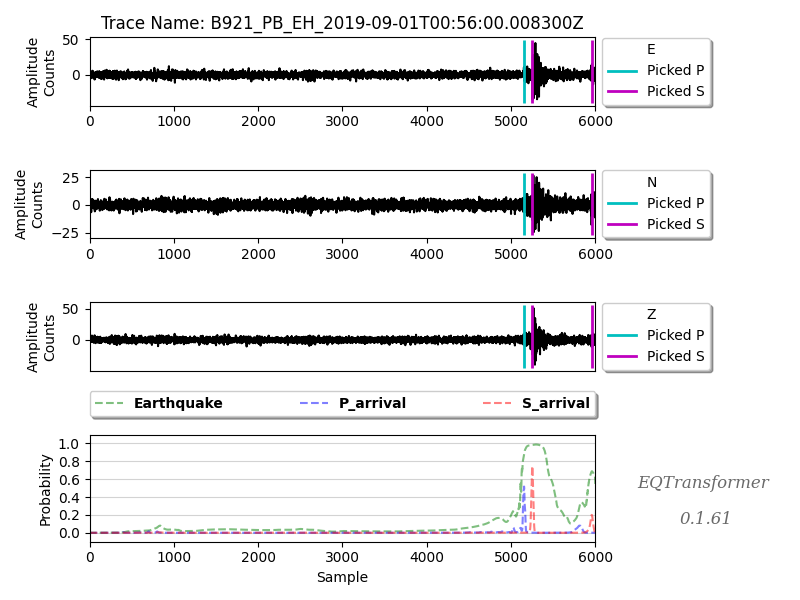 Trace Name: B921_PB_EH_2019-09-01T00:56:00.008300Z
Amplitude
Counts
50
0
0 1000 2000 3000 4000 5000 6000
E
Picked P
Picked S
Amplitude
Counts
25
0
−25
0 1000 2000 3000 4000 5000 6000
N
Picked P
Picked S
Amplitude
Counts
50
0
Z
Picked P
Picked S
Earthquake P_arrival S_arrival
Probability
1.0
0.8
0.6
0.4
0.2
0.0
0 1000 2000 3000 4000 5000 6000
Sample
EQTransformer
0.1.61